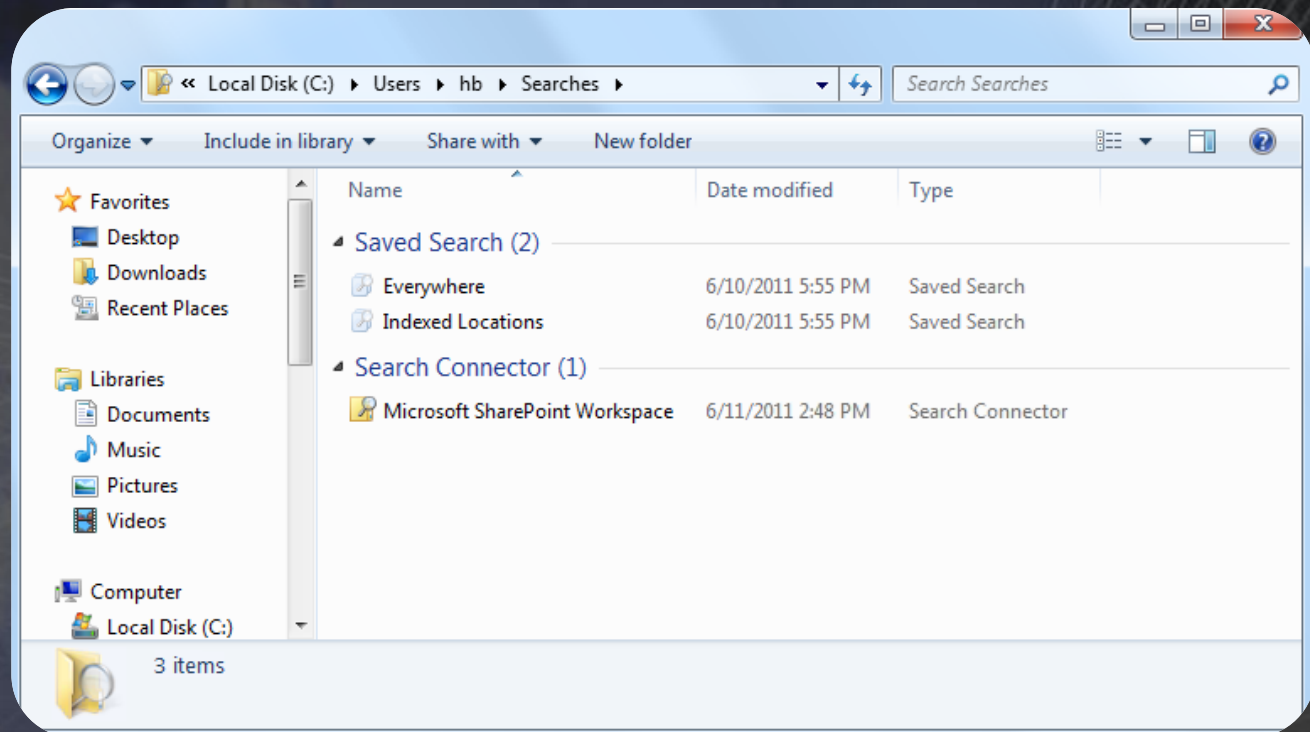 « Local Disk (C:) Users hb Searches
Search Searches
Organize Include in library Share with New folder
Favorites
Desktop
Downloads
Recent Places
Libraries
Documents
Music
Pictures
Videos
Computer
Local Disk (C:)
Name Date modified Type
Saved Search (2)
Everywhere 6/10/2011 5:55 PM Saved Search
Indexed Locations 6/10/2011 5:55 PM Saved Search
Search Connector (1)
Microsoft SharePoint Workspace 6/11/2011 2:48 PM Search Connector
3 items